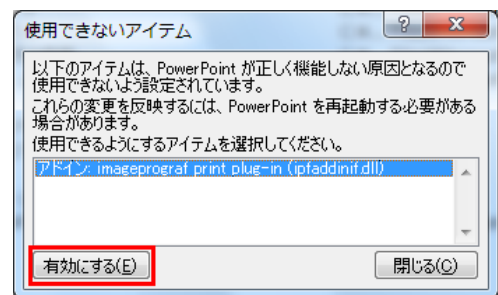 使用できないアイテム
以下のアイテムは、PowerPoint が正しく機能しない原因となるので
使用できないよう設定されています。
これらの変更を反映するには、PowerPoint を再起動する必要がある
場合があります。
使用できるようにするアイテムを選択してください。
アドイン: imageprograf print plug-in (ipfaddinif.dll)
有効にする(E)
閉じる(C)